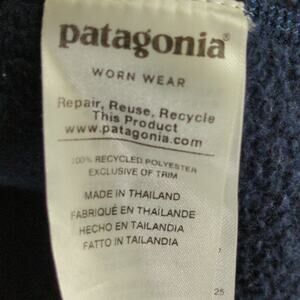 patagonia®
WORN WEAR
Repair, Reuse, Recycle
This Product
www.patagonia.com
100% RECYCLED POLYESTER
EXCLUSIVE OF TRIM
MADE IN THAILAND
FABRIQUÉ EN THAÏLANDE
HECHO EN TAILANDIA
FATTO IN TAILANDIA
25